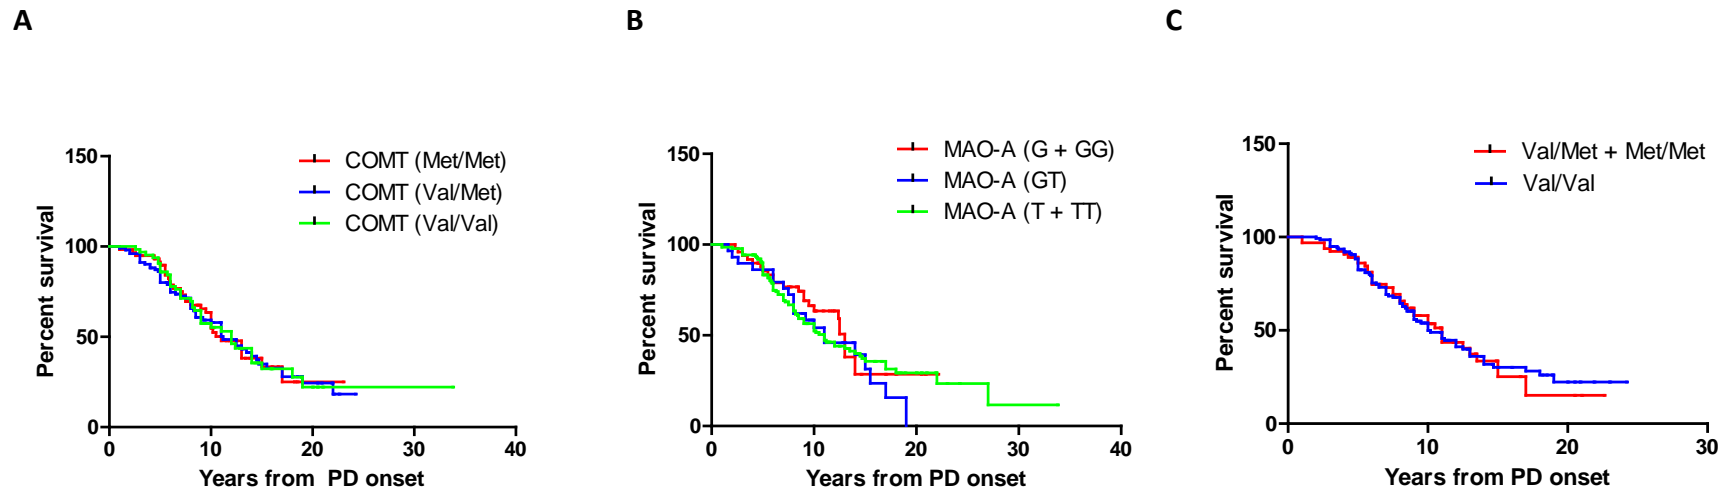 A
B
C
COMT (Met/Met)
COMT (Val/Met)
COMT (Val/Val)
150
100
50
0
Percent survival
0 10 20 30 40
Years from PD onset
MAO-A (G + GG)
MAO-A (GT)
MAO-A (T + TT)
150
100
50
0
Percent survival
0 10 20 30 40
Years from PD onset
Val/Met + Met/Met
Val/Val
150
100
50
0
Percent survival
0 10 20 30
Years from PD onset